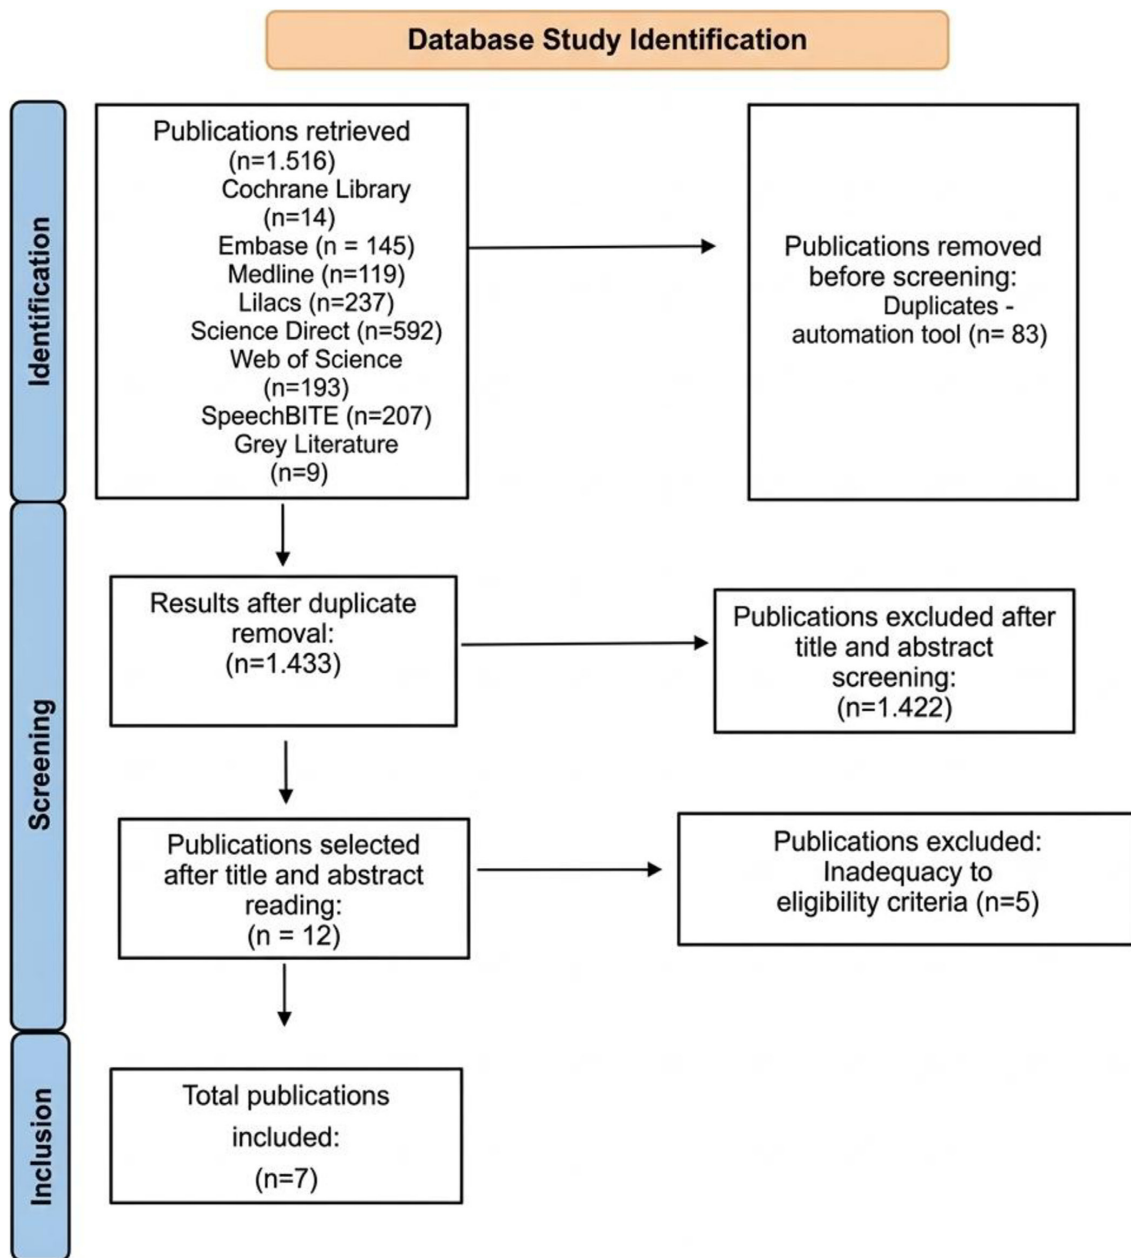 Database Study Identification
Identification
Publications retrieved
(n=1.516)
Cochrane Library
(n=14)
Embase (n = 145)
Medline (n=119)
Lilacs (n=237)
Science Direct (n=592)
Web of Science
(n=193)
SpeechBITE (n=207)
Grey Literature
(n=9)
Publications removed
before screening:
Duplicates -
automation tool (n= 83)
Screening
Results after duplicate
removal:
(n=1.433)
Publications excluded after
title and abstract
screening:
(n=1.422)
Publications selected
after title and abstract
reading:
(n = 12)
Publications excluded:
Inadequacy to
eligibility criteria (n=5)
Inclusion
Total publications
included:
(n=7)